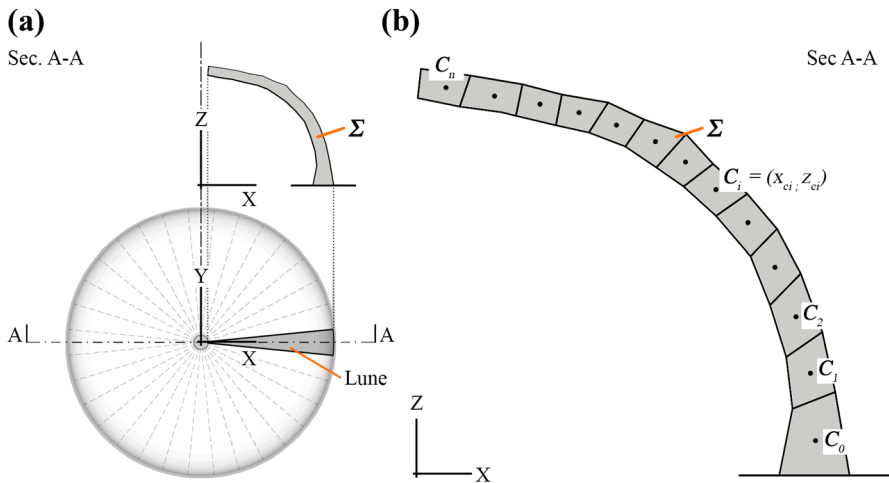 (a)
Sec. A-A
Z
Σ
X
Y
A
A
X
Lune
(b)
Sec A-A
Cn
Σ
Ci = (xci ; zci)
C2
C1
C0
Z
X